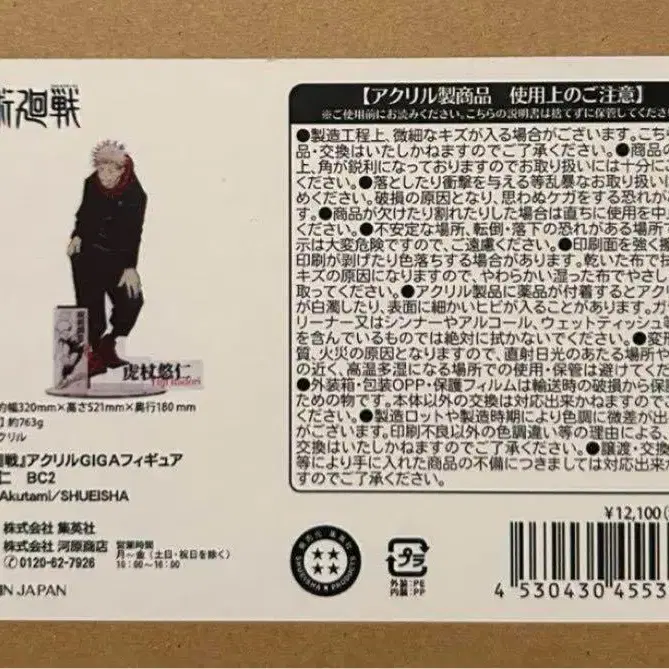 術廻戦
虎杖悠仁
Yuji Itadori
約幅320mm×高さ521mm×奥行180mm
約763g
クリル
戦』アクリルGIGAフィギュア
仁 BC2
Akutami/SHUEISHA
株式会社 集英社
株式会社 河原商店 営業時間
月~金(土日・祝日を除く)
✆0120-62-7926 10:00~16:00
IN JAPAN
【アクリル製商品 使用上のご注意】
※ご使用前にお読みください。こちらの説明書は捨てずに保管してくださ
●製造工程上、微細なキズが入る場合がございます。こち
品・交換はいたしかねますのでご了承ください。●商品の
上、角が鋭利になっておりますのでお取り扱いには十分に
ください。●落としたり衝撃を与える等乱暴なお取り扱い
めください。破損の原因となり、思わぬケガをする恐れが
す。●商品が欠けたり割れたりした場合は直ちに使用を中
ください。●不安定な場所、転倒・落下の恐れがある場所
示は大変危険ですので、ご遠慮ください。●印刷面を強く擦
印刷が剥げたり色落ちする場合があります。乾いた布で拭
キズの原因になりますので、やわらかい湿った布でやさし
取ってください。●アクリル製品に薬品が付着するとアク
が白濁したり、表面に細かいヒビが入ることがあります。ガ
リーナー又はシンナーやアルコール、ウェットティッシュ
を含んでいるものでは絶対に拭かないでください。●変形
質、火災の原因となりますので、直射日光のあたる場所や
の近く、高温多湿になる場所での使用・保管は避けてくだ
●外装箱・包装OPP・保護フィルムは輸送時の破損から保
ための物です。本体以外の交換は対応出来かねますのでご
ください。●製造ロットや製造時期により色調に微差が出
がございます。印刷不良以外の色調違い等の理由による
交換はいたしかねますのでご了承ください。●譲渡・交換
等により手に入れた商品の不備につきましては対応出来か
すのでご了承ください。
SHUEISHA PRODUCTS
プラ
外装:PE
内装:PP
¥12,100
4 530430 4553